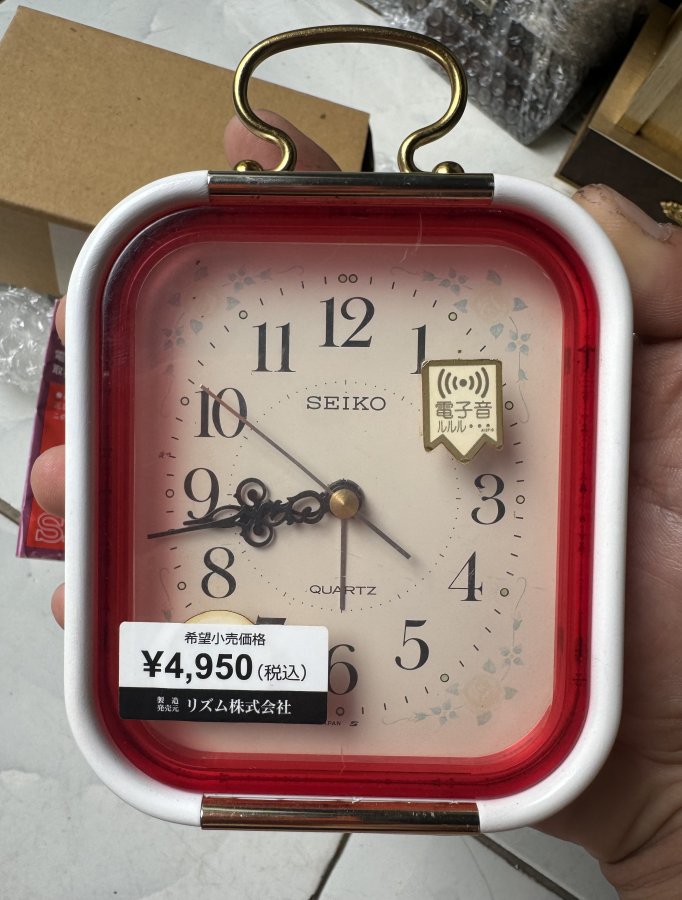 12
11
1
10
SEIKO
電子音
ルルル・・・
9
3
8
4
QUARTZ
5
6
希望小売価格
¥4,950(税込)
製造
発売元 リズム株式会社